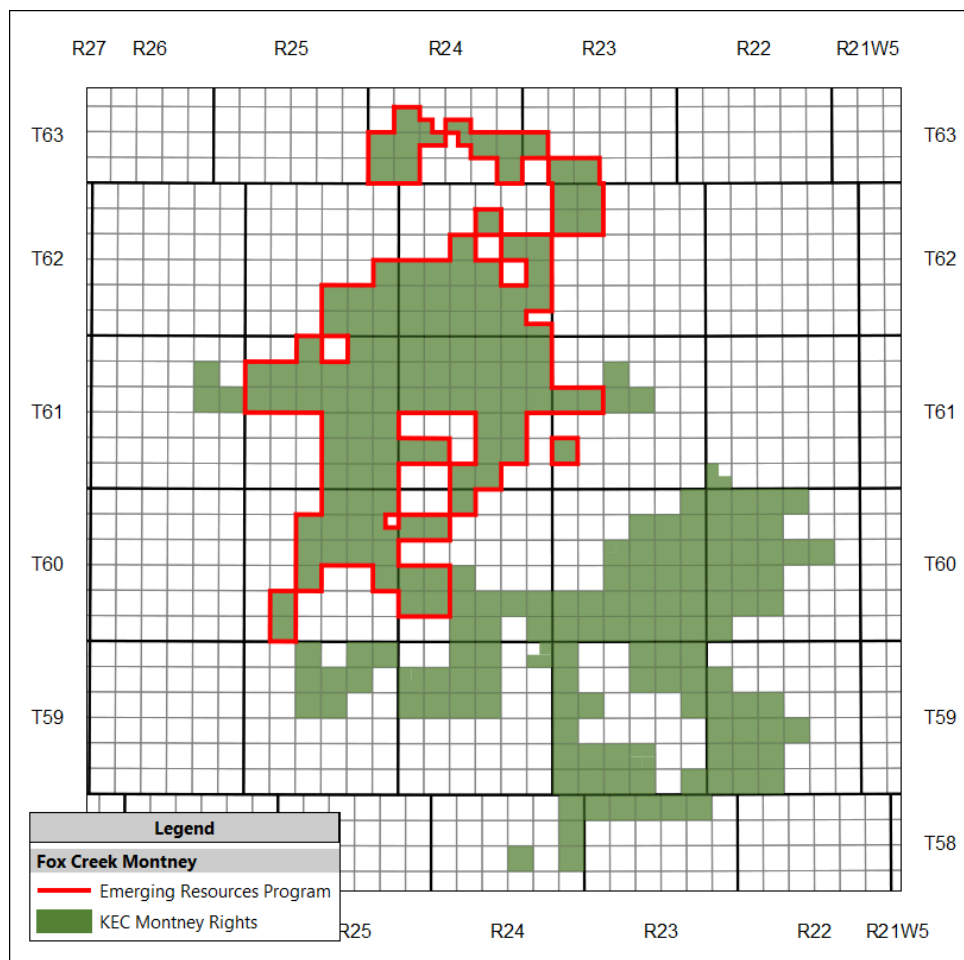 R27 R26 R25 R24 R23 R22 R21W5
T63 T63
T62 T62
T61 T61
T60 T60
T59 T59
T58
Legend
Fox Creek Montney
Emerging Resources Program
KEC Montney Rights
R25 R24 R23 R22 R21W5